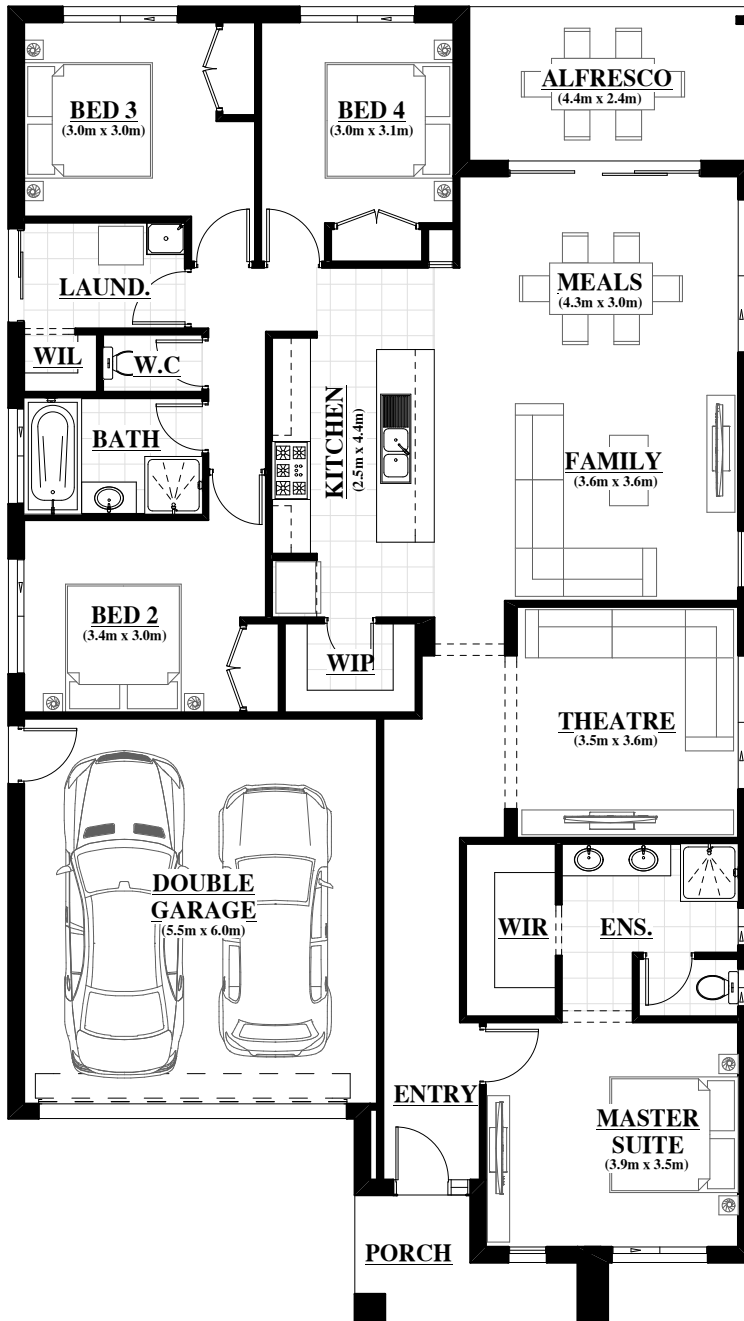 BED 3
(3.0m x 3.0m)
BED 4
(3.0m x 3.1m)
ALFRESCO
(4.4m x 2.4m)
LAUND.
MEALS
(4.3m x 3.0m)
WIL
W.C
BATH
KITCHEN
(2.5m x 4.4m)
FAMILY
(3.6m x 3.6m)
BED 2
(3.4m x 3.0m)
WIP
THEATRE
(3.5m x 3.6m)
DOUBLE
GARAGE
(5.5m x 6.0m)
WIR
ENS.
ENTRY
MASTER
SUITE
(3.9m x 3.5m)
PORCH